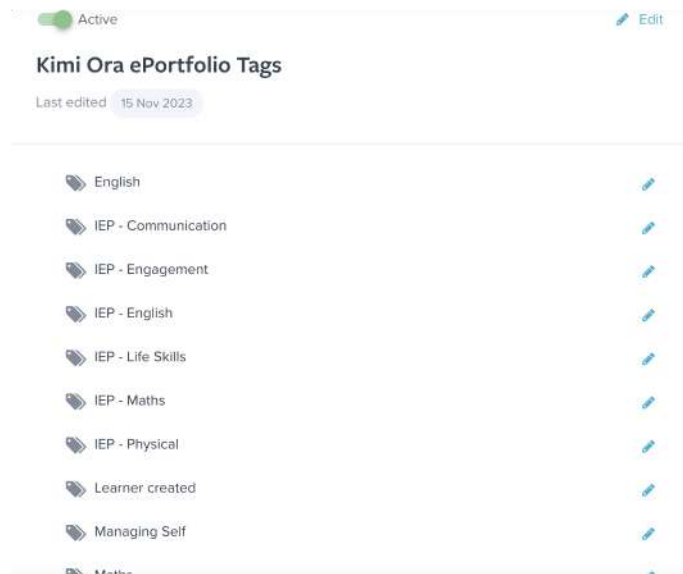 Active
Edit
Kimi Ora ePortfolio Tags
Last edited 15 Nov 2023
English
IEP - Communication
IEP - Engagement
IEP - English
IEP - Life Skills
IEP - Maths
IEP - Physical
Learner created
Managing Self
Maths